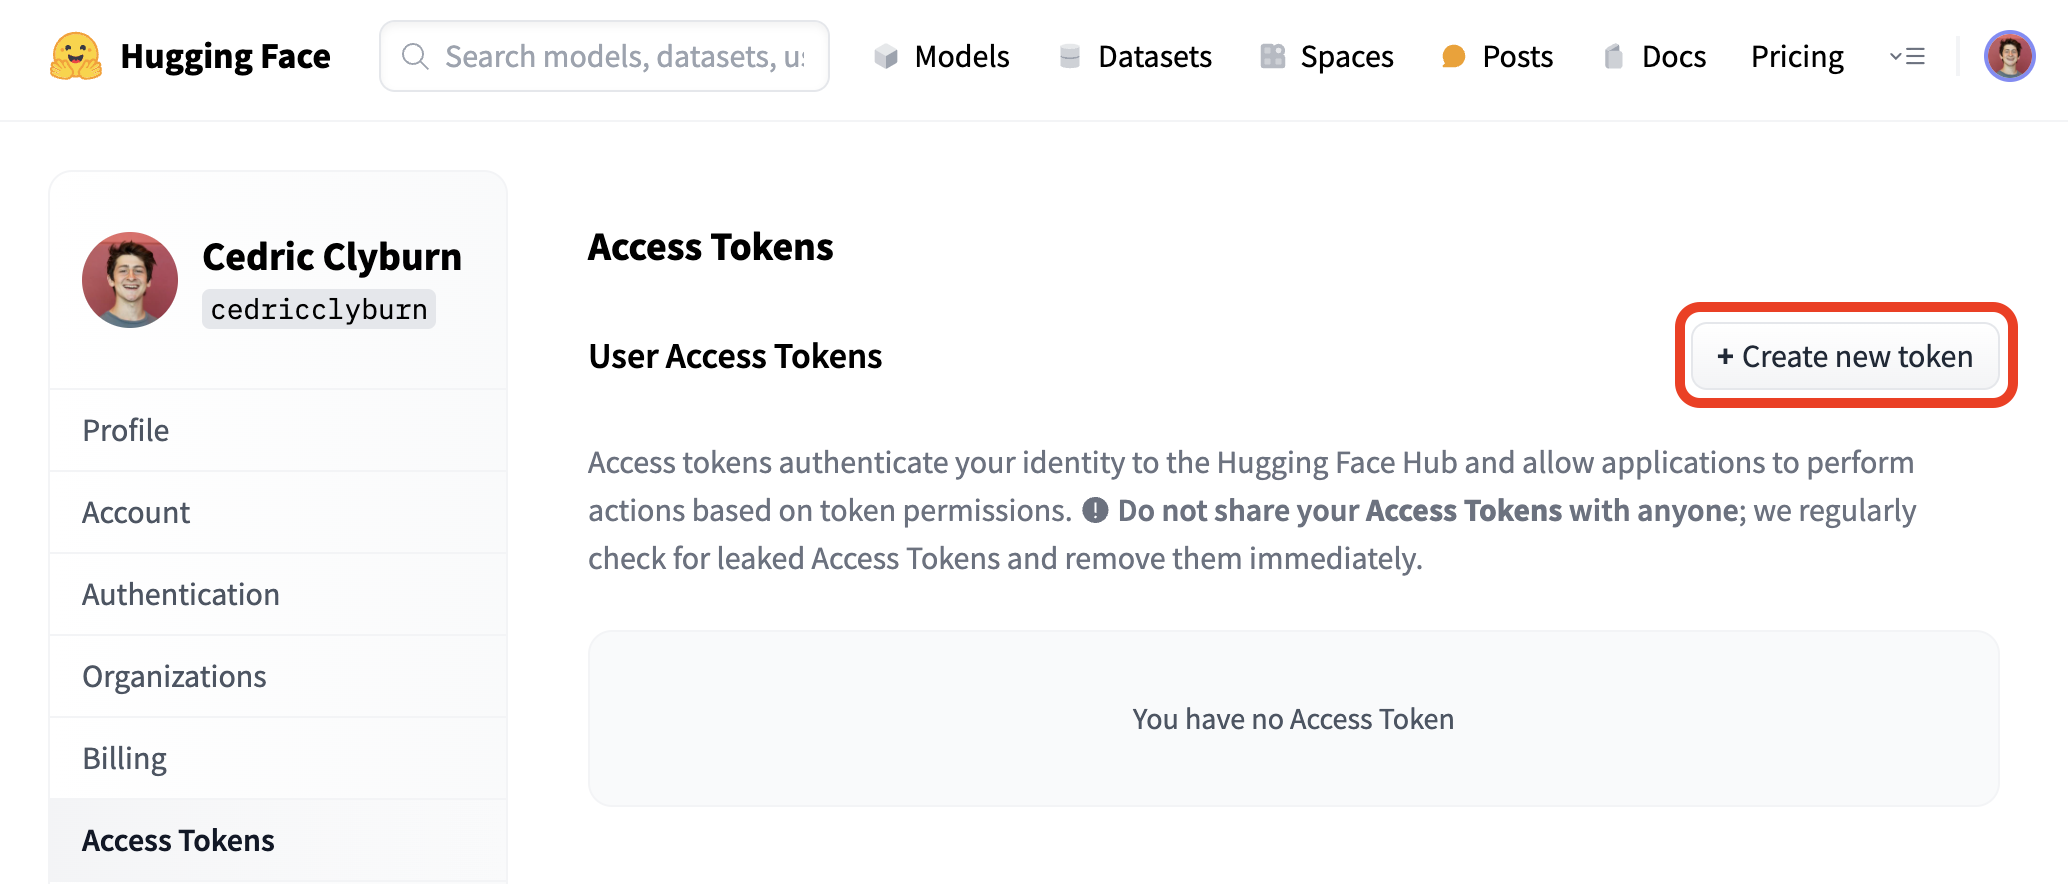 Hugging Face
Search models, datasets, us
Models
Datasets
Spaces
Posts
Docs
Pricing
Cedric Clyburn
cedricclyburn
Profile
Account
Authentication
Organizations
Billing
Access Tokens
Access Tokens
User Access Tokens
+ Create new token
Access tokens authenticate your identity to the Hugging Face Hub and allow applications to perform
actions based on token permissions. Do not share your Access Tokens with anyone; we regularly
check for leaked Access Tokens and remove them immediately.
You have no Access Token